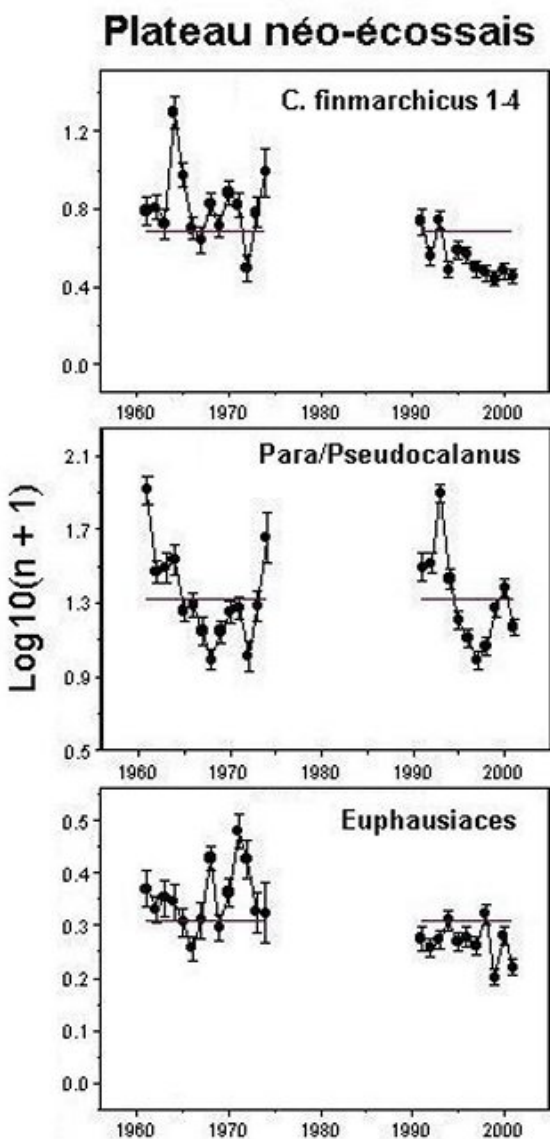 Plateau néo-écossais
C. finmarchicus 1-4
1.2
0.8
0.4
0.0
1960 1970 1980 1990 2000
Para/Pseudocalanus
2.1
1.7
1.3
0.9
0.5
1960 1970 1980 1990 2000
Log10(n + 1)
Euphausiaces
0.5
0.4
0.3
0.2
0.1
0.0
1960 1970 1980 1990 2000